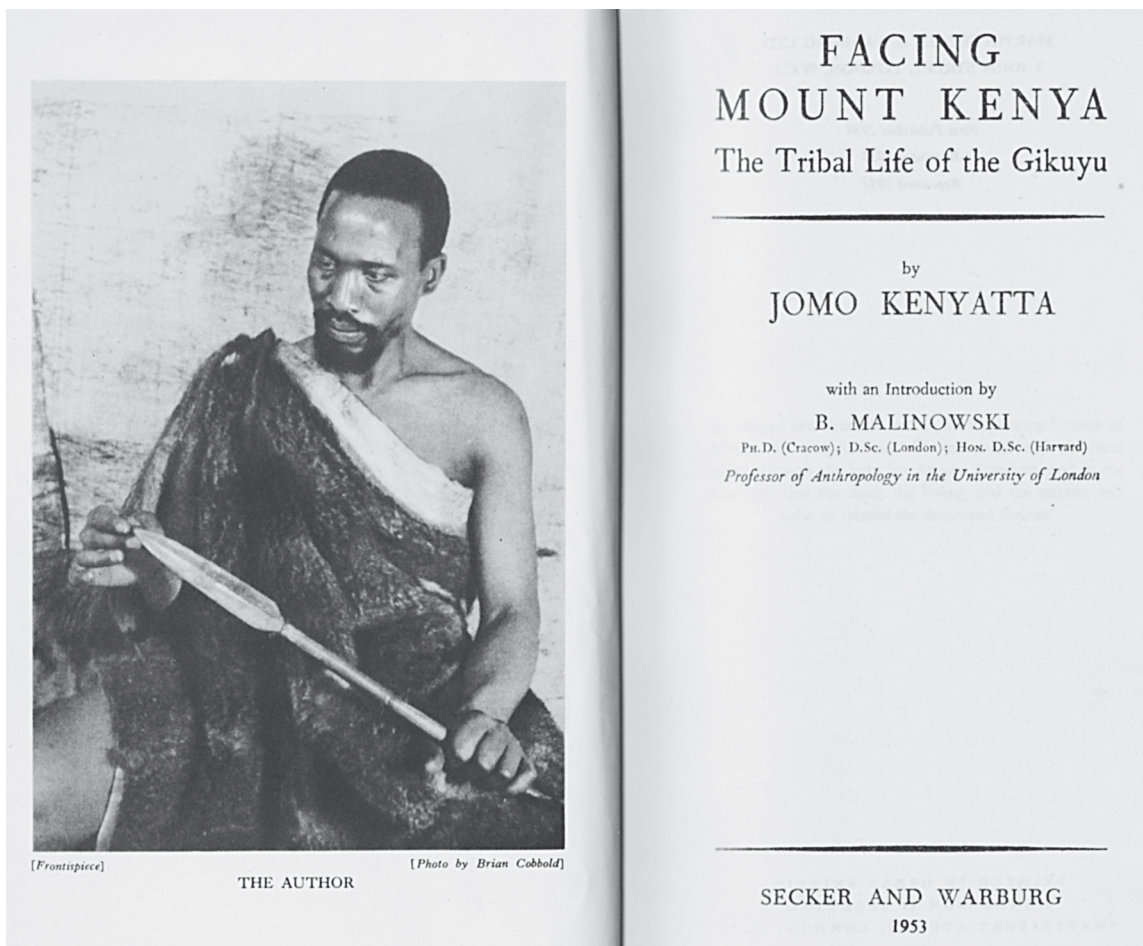 [Frontispiece]
[Photo by Brian Cobbold]
THE AUTHOR
FACING
MOUNT KENYA
The Tribal Life of the Gikuyu
by
JOMO KENYATTA
with an Introduction by
B. MALINOWSKI
PH.D. (Cracow); D.Sc. (London); HON. D.Sc. (Harvard)
Professor of Anthropology in the University of London
SECKER AND WARBURG
1953